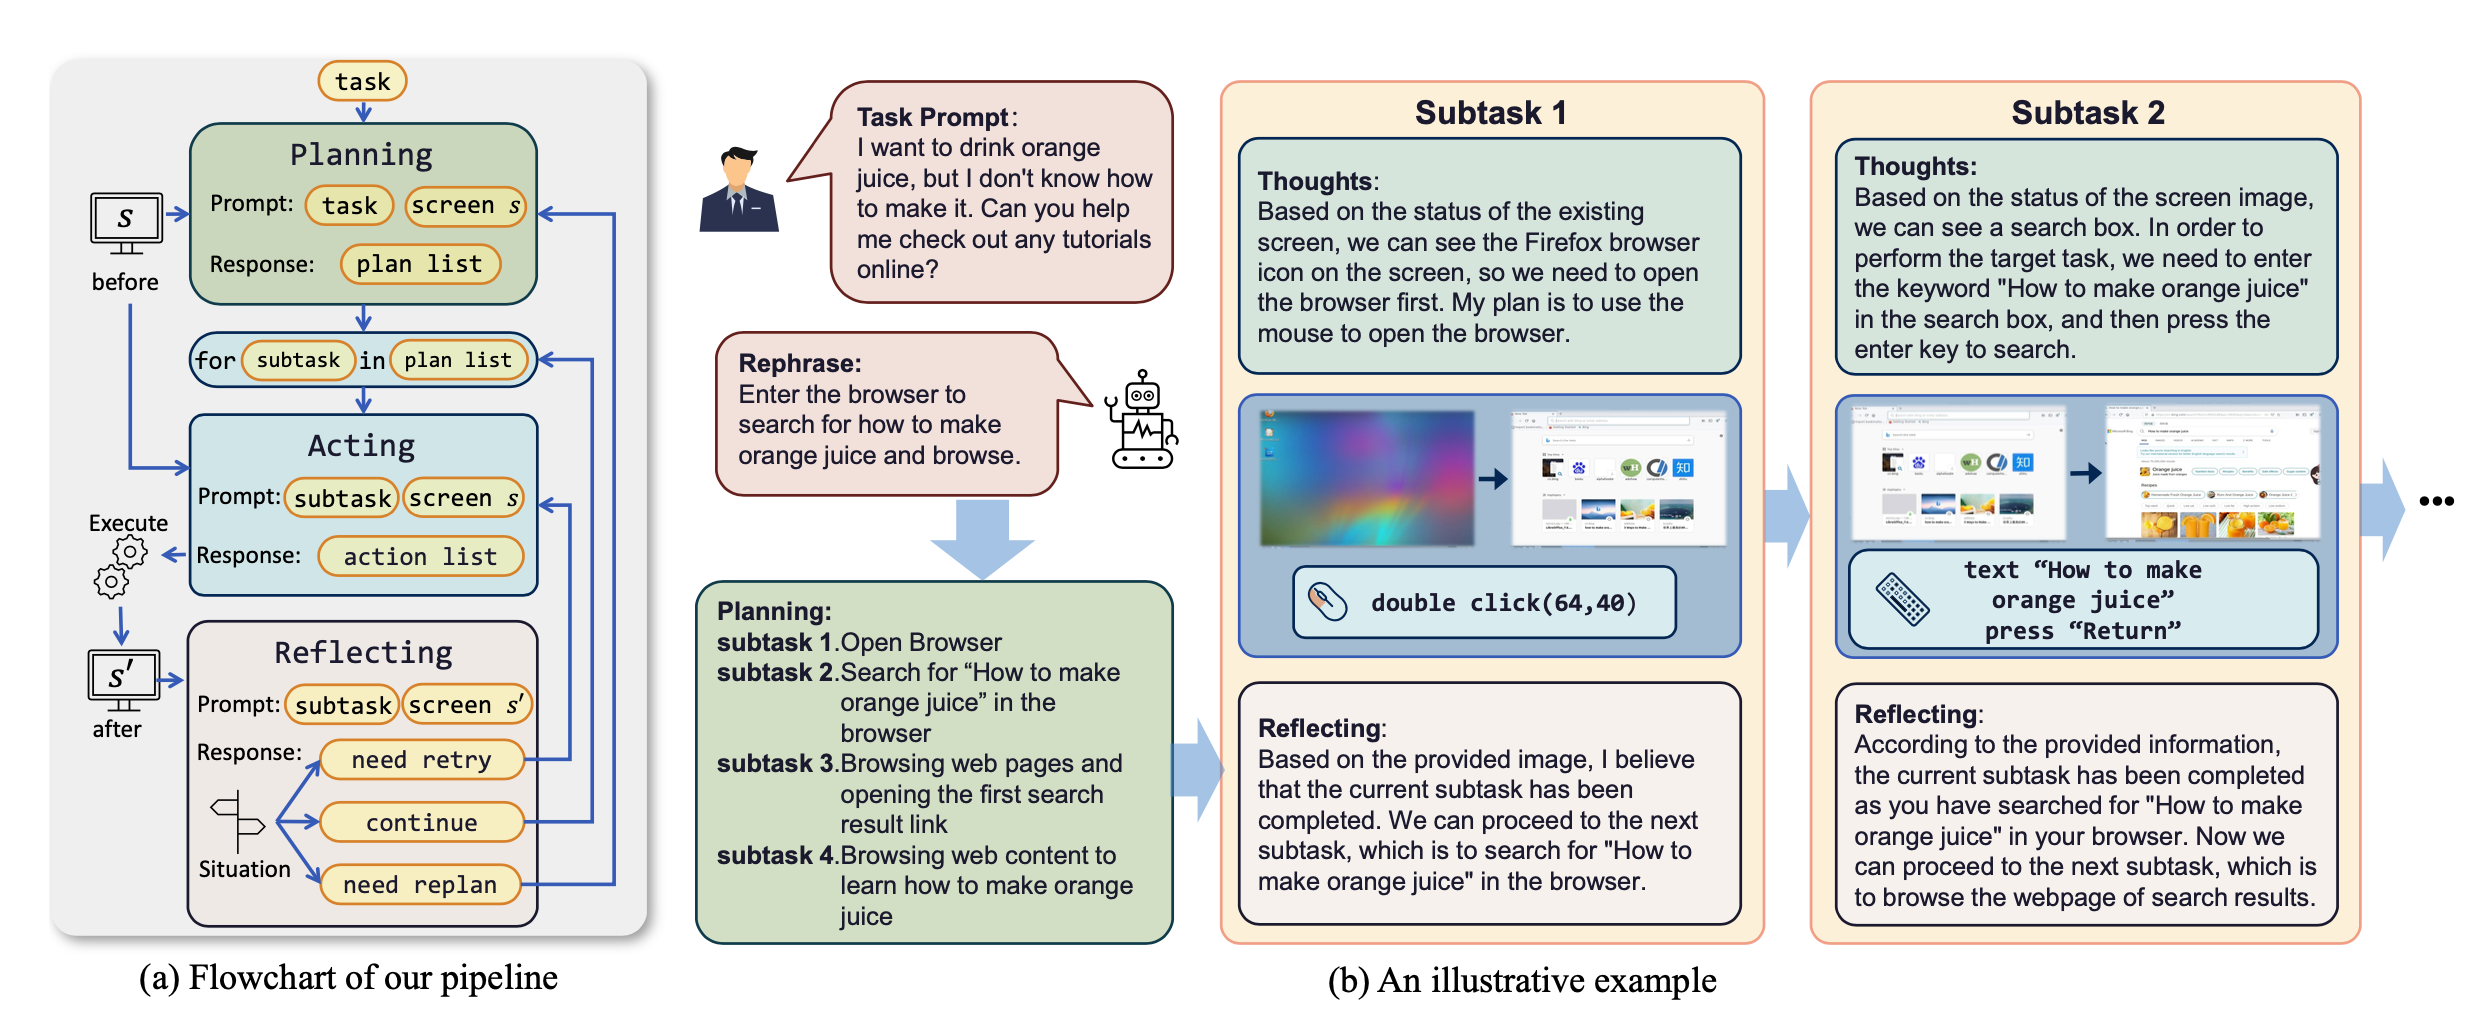 task
Planning
Prompt: task screen s
Response: plan list
s
before
for subtask in plan list
Acting
Prompt: subtask screen s
Response: action list
Execute
s′
after
Reflecting
Prompt: subtask screen s′
Response: need retry
continue
need replan
Situation
(a) Flowchart of our pipeline
Task Prompt:
I want to drink orange
juice, but I don't know how
to make it. Can you help
me check out any tutorials
online?
Rephrase:
Enter the browser to
search for how to make
orange juice and browse.
Planning:
subtask 1.Open Browser
subtask 2.Search for “How to make
orange juice” in the
browser
subtask 3.Browsing web pages and
opening the first search
result link
subtask 4.Browsing web content to
learn how to make orange
juice
Subtask 1
Thoughts:
Based on the status of the existing
screen, we can see the Firefox browser
icon on the screen, so we need to open
the browser first. My plan is to use the
mouse to open the browser.
double click(64,40)
Reflecting:
Based on the provided image, I believe
that the current subtask has been
completed. We can proceed to the next
subtask, which is to search for "How to
make orange juice" in the browser.
Subtask 2
Thoughts:
Based on the status of the screen image,
we can see a search box. In order to
perform the target task, we need to enter
the keyword "How to make orange juice"
in the search box, and then press the
enter key to search.
Orange juice
Recipes
text “How to make
orange juice”
press “Return”
Reflecting:
According to the provided information,
the current subtask has been completed
as you have searched for "How to make
orange juice" in your browser. Now we
can proceed to the next subtask, which is
to browse the webpage of search results.
...
(b) An illustrative example